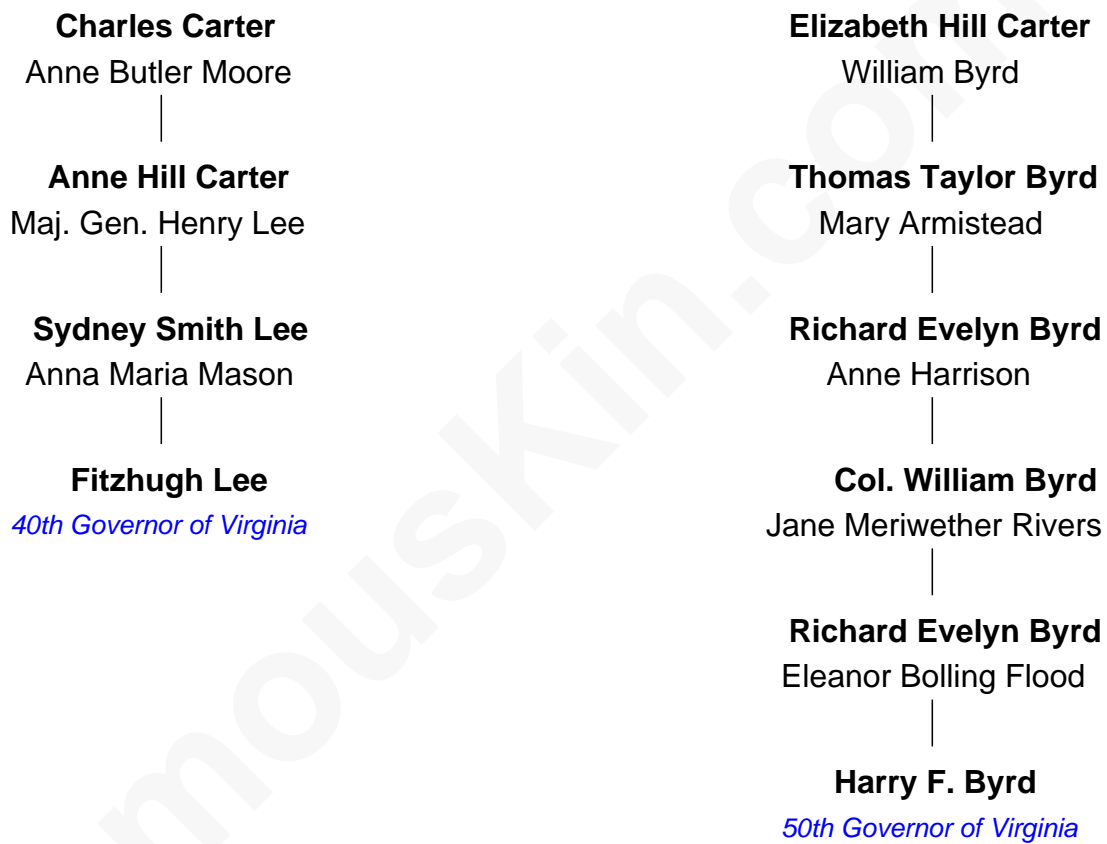 Charles Carter
Anne Butler Moore
Anne Hill Carter
Maj. Gen. Henry Lee
Sydney Smith Lee
Anna Maria Mason
Fitzhugh Lee
40th Governor of Virginia
Elizabeth Hill Carter
William Byrd
Thomas Taylor Byrd
Mary Armistead
Richard Evelyn Byrd
Anne Harrison
Col. William Byrd
Jane Meriwether Rivers
Richard Evelyn Byrd
Eleanor Bolling Flood
Harry F. Byrd
50th Governor of Virginia
mousKin.com